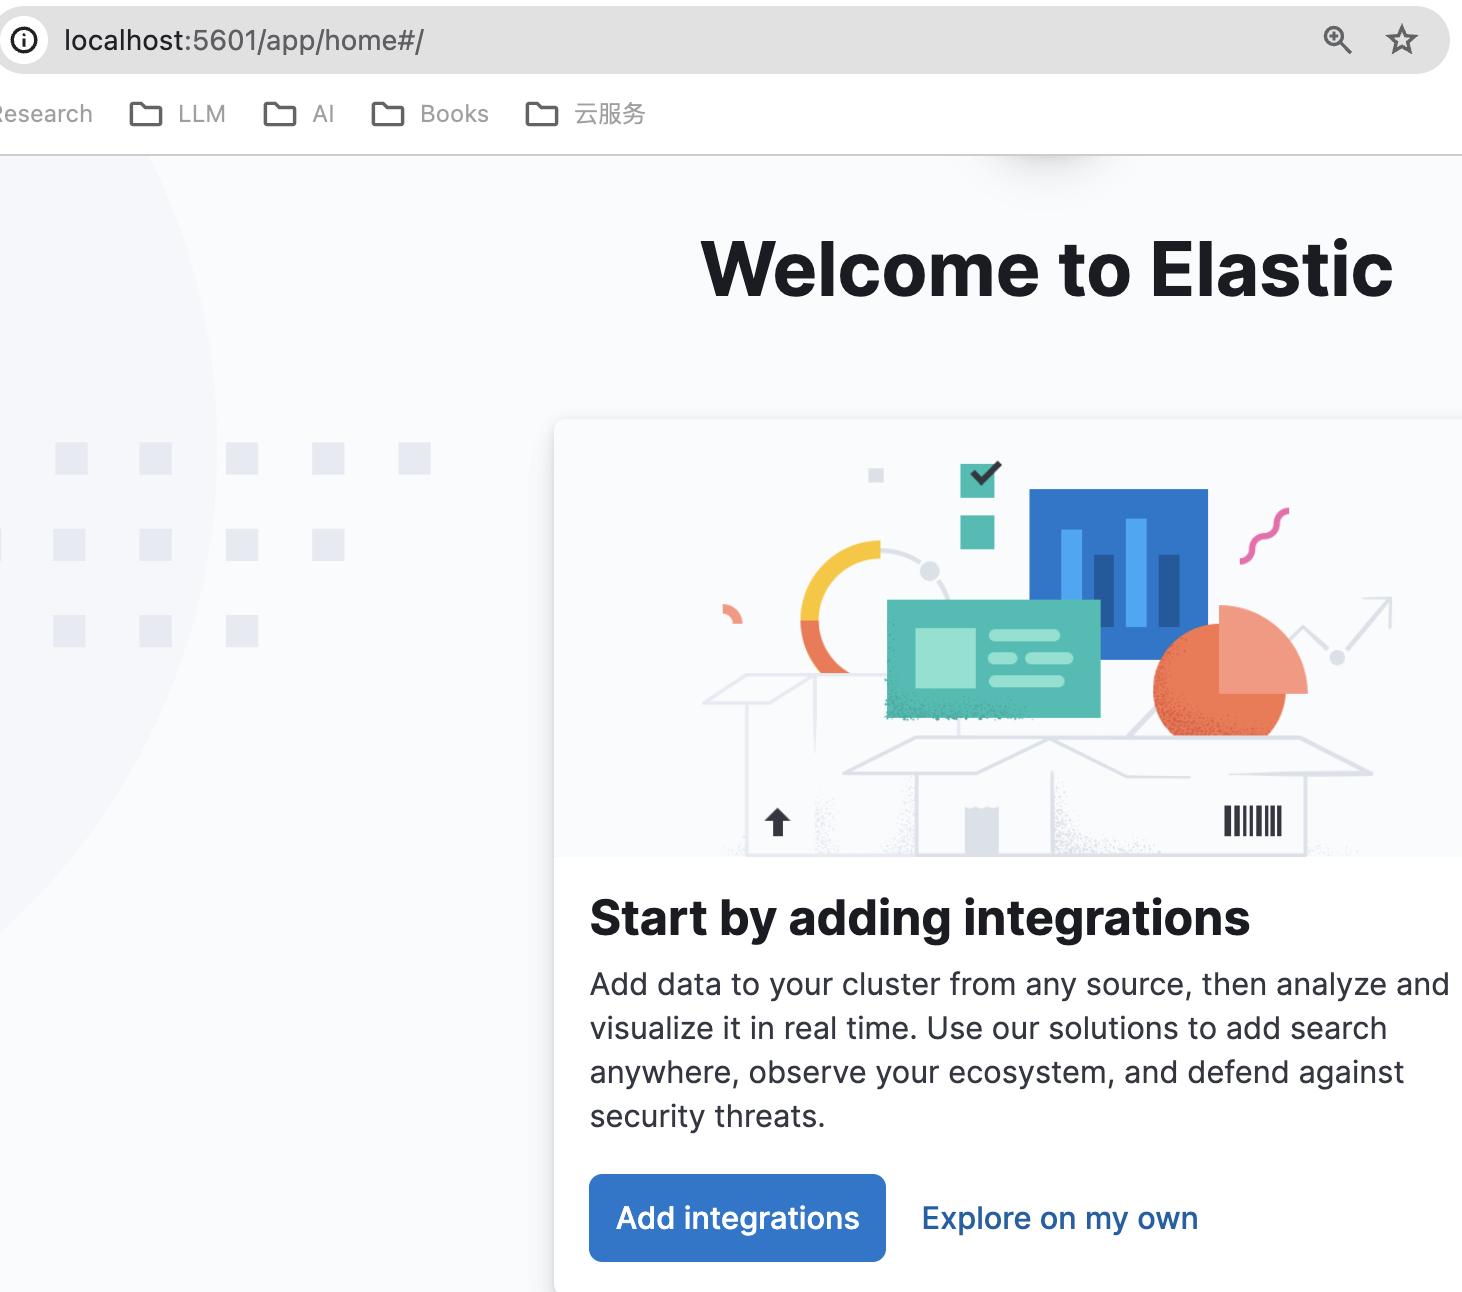 localhost:5601/app/home#/
Research LLM AI Books 云服务
Welcome to Elastic
Start by adding integrations
Add data to your cluster from any source, then analyze and
visualize it in real time. Use our solutions to add search
anywhere, observe your ecosystem, and defend against
security threats.
Add integrations Explore on my own